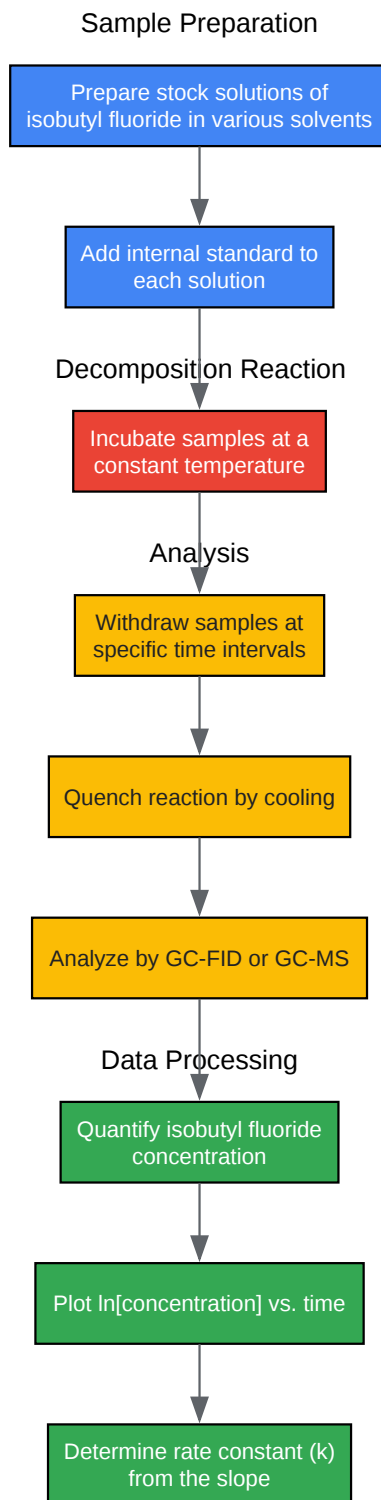 Sample Preparation
Prepare stock solutions of
isobutyl fluoride in various solvents
Add internal standard to
each solution
Decomposition Reaction
Incubate samples at a
constant temperature
Analysis
Withdraw samples at
specific time intervals
Quench reaction by cooling
Analyze by GC-FID or GC-MS
Data Processing
Quantify isobutyl fluoride
concentration
Plot ln[concentration] vs. time
Determine rate constant (k)
from the slope